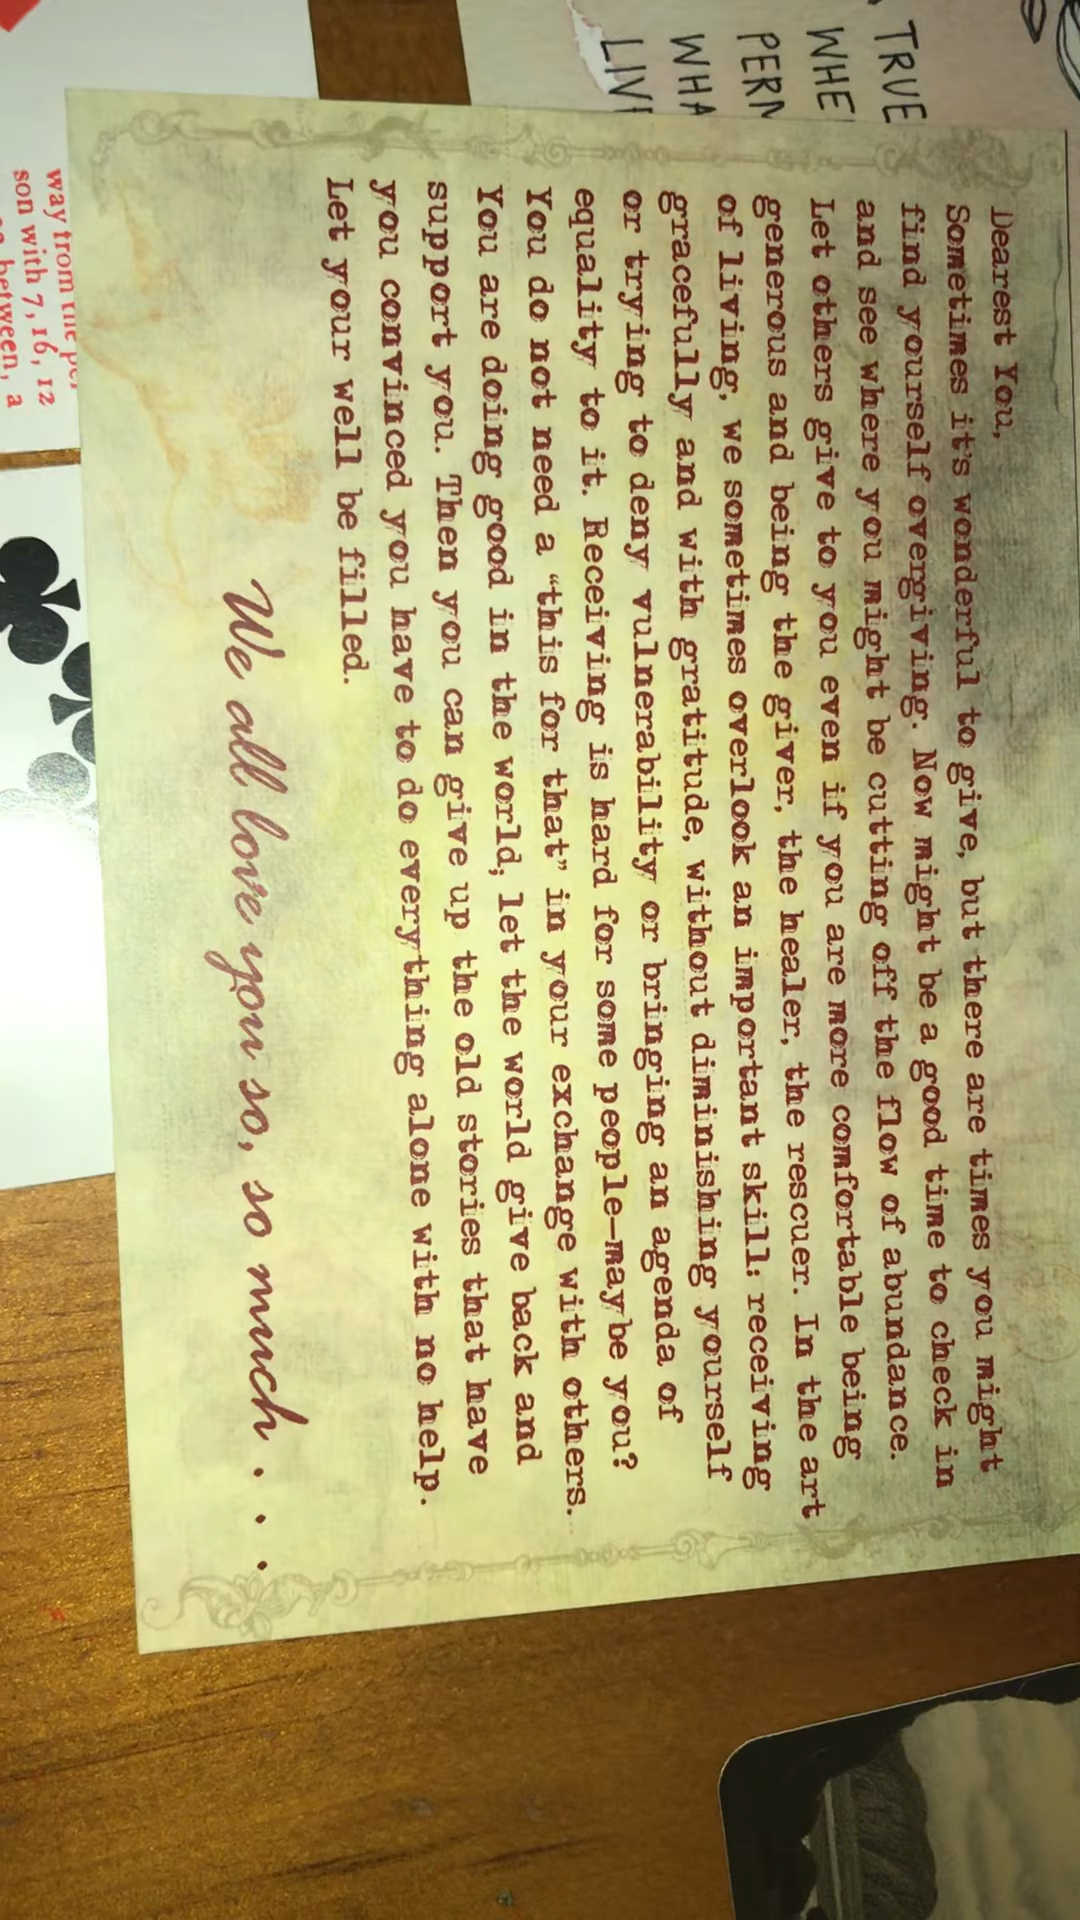 Dearest You,
Sometimes it's wonderful to give, but there are times you might
find yourself overgiving. Now might be a good time to check in
and see where you might be cutting off the flow of abundance.
Let others give to you even if you are more comfortable being
generous and being the giver, the healer, the rescuer. In the art
of living, we sometimes overlook an important skill: receiving
gracefully and with gratitude, without diminishing yourself
or trying to deny vulnerability or bringing an agenda of
equality to it. Receiving is hard for some people—maybe you?
You do not need a "this for that" in your exchange with others.
You are doing good in the world; let the world give back and
support you. Then you can give up the old stories that have
you convinced you have to do everything alone with no help.
Let your well be filled.
We all love you so, so much . . .
TRUE
WHE
PERM
WHA
LIV
way from the
son with 7, 16, 12
between, a